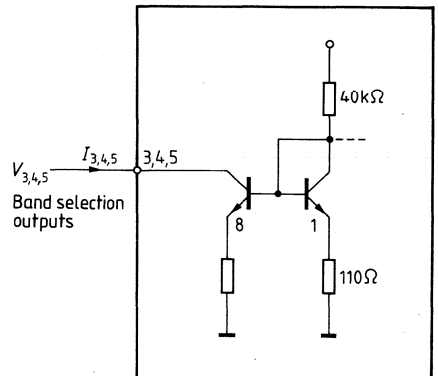 40kΩ
I3,4,5 3,4,5
V3,4,5
Band selection
outputs
8 1
110Ω